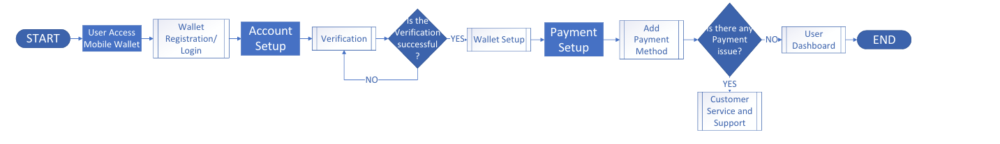 START
User Access
Mobile Wallet
Wallet
Registration/
Login
Account
Setup
Verification
Is the
Verification
successful
?
YES
NO
Wallet Setup
Payment
Setup
Add
Payment
Method
Is there any
Payment
issue?
NO
YES
User
Dashboard
END
Customer
Service and
Support